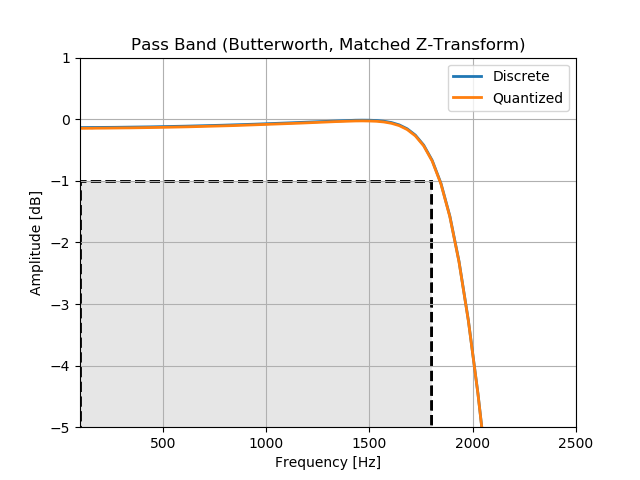 Pass Band (Butterworth, Matched Z-Transform)
Discrete
Quantized
Amplitude [dB]
1
0
−1
−2
−3
−4
−5
500 1000 1500 2000 2500
Frequency [Hz]